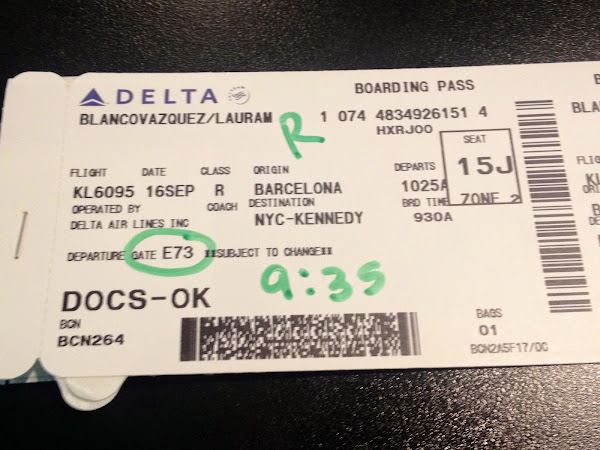 DELTA BOARDING PASS
BLANCOVAZQUEZ/LAURAM R 1 074 4834926151 4
HXRJOO
FLIGHT DATE CLASS ORIGIN DEPARTS SEAT
KL6095 16SEP R BARCELONA 1025A 15J
OPERATED BY COACH DESTINATION BRD TIME ZONE 2
DELTA AIR LINES INC NYC-KENNEDY 930A
DEPARTURE GATE E73 **SUBJECT TO CHANGE**
9:35
DOCS-OK
BCN BAGS
BCN264 01
BCN2A5F17/OC